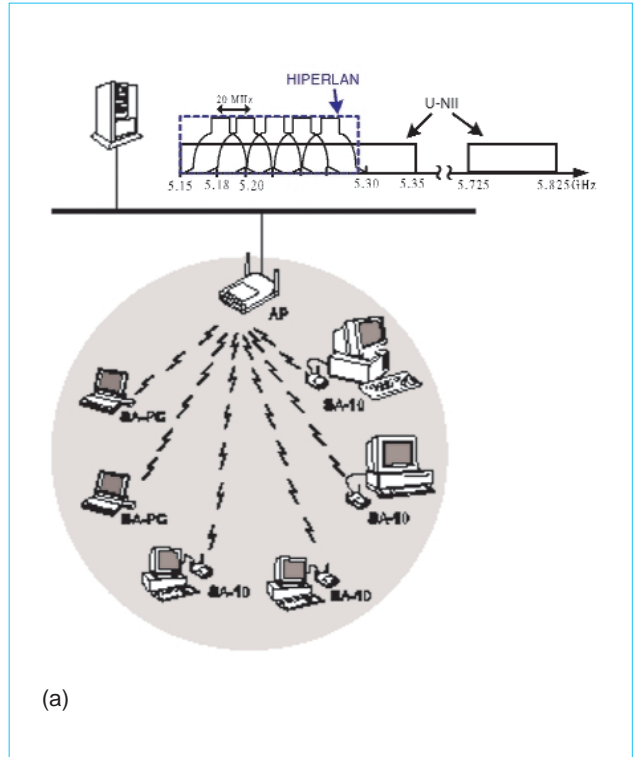 HIPERLAN
20 MHz
U-NII
5.15 5.18 5.20 5.30 5.35 5.725 5.825GHz
AP
SA-10
SA-PC
SA-10
SA-PC
SA-10
SA-10
(a)